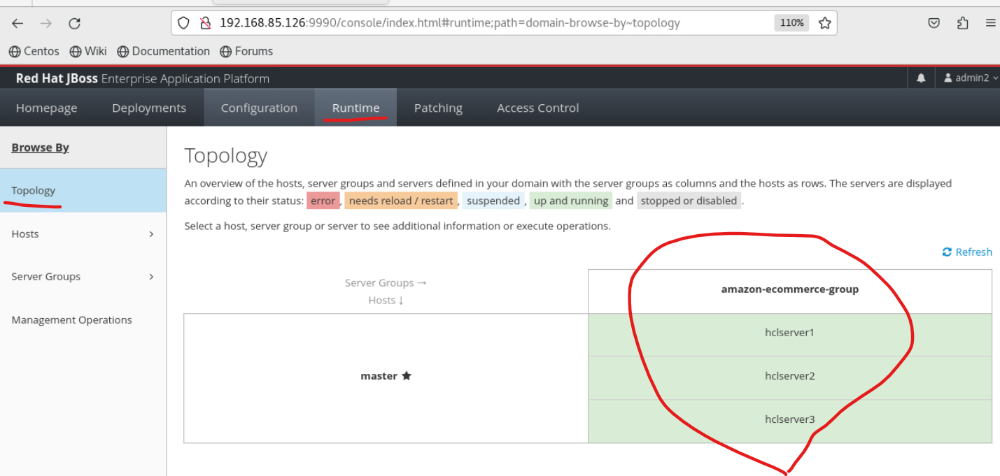 192.168.85.126:9990/console/index.html#runtime;path=domain-browse-by~topology 110%
Centos Wiki Documentation Forums
Red Hat JBoss Enterprise Application Platform admin2
Homepage Deployments Configuration Runtime Patching Access Control
Browse By
Topology
Hosts
Server Groups
Management Operations
Topology
An overview of the hosts, server groups and servers defined in your domain with the server groups as columns and the hosts as rows. The servers are displayed
according to their status: error, needs reload / restart, suspended, up and running and stopped or disabled.
Select a host, server group or server to see additional information or execute operations.
Refresh
Server Groups →
Hosts ↓
amazon-ecommerce-group
master ★
hclserver1
hclserver2
hclserver3